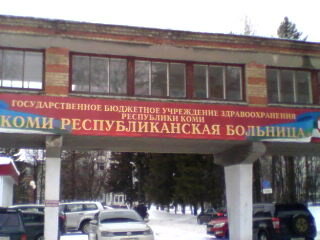 ГОСУДАРСТВЕННОЕ БЮДЖЕТНОЕ УЧРЕЖДЕНИЕ ЗДРАВООХРАНЕНИЯ
РЕСПУБЛИКИ КОМИ
КОМИ РЕСПУБЛИКАНСКАЯ БОЛЬНИЦА